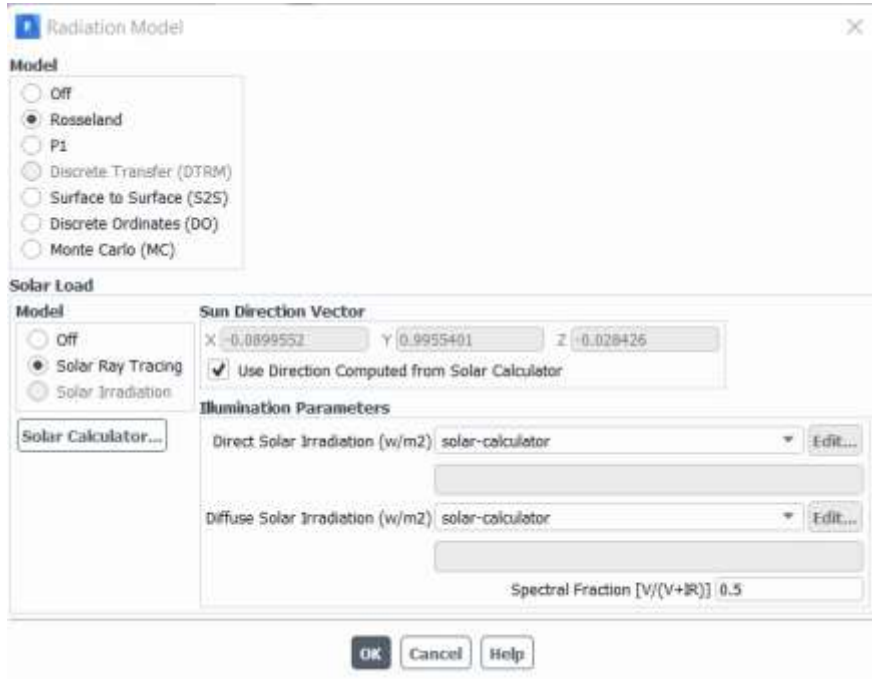 Radiation Model
Model
Off
Rosseland
P1
Discrete Transfer (DTRM)
Surface to Surface (S2S)
Discrete Ordinates (DO)
Monte Carlo (MC)
Solar Load
Model
Off
Solar Ray Tracing
Solar Irradiation
Solar Calculator...
Sun Direction Vector
X -0.0899552 Y 0.9955401 Z -0.028426
Use Direction Computed from Solar Calculator
Illumination Parameters
Direct Solar Irradiation (w/m2) solar-calculator Edit...
Diffuse Solar Irradiation (w/m2) solar-calculator Edit...
Spectral Fraction [V/(V+IR)] 0.5
OK Cancel Help